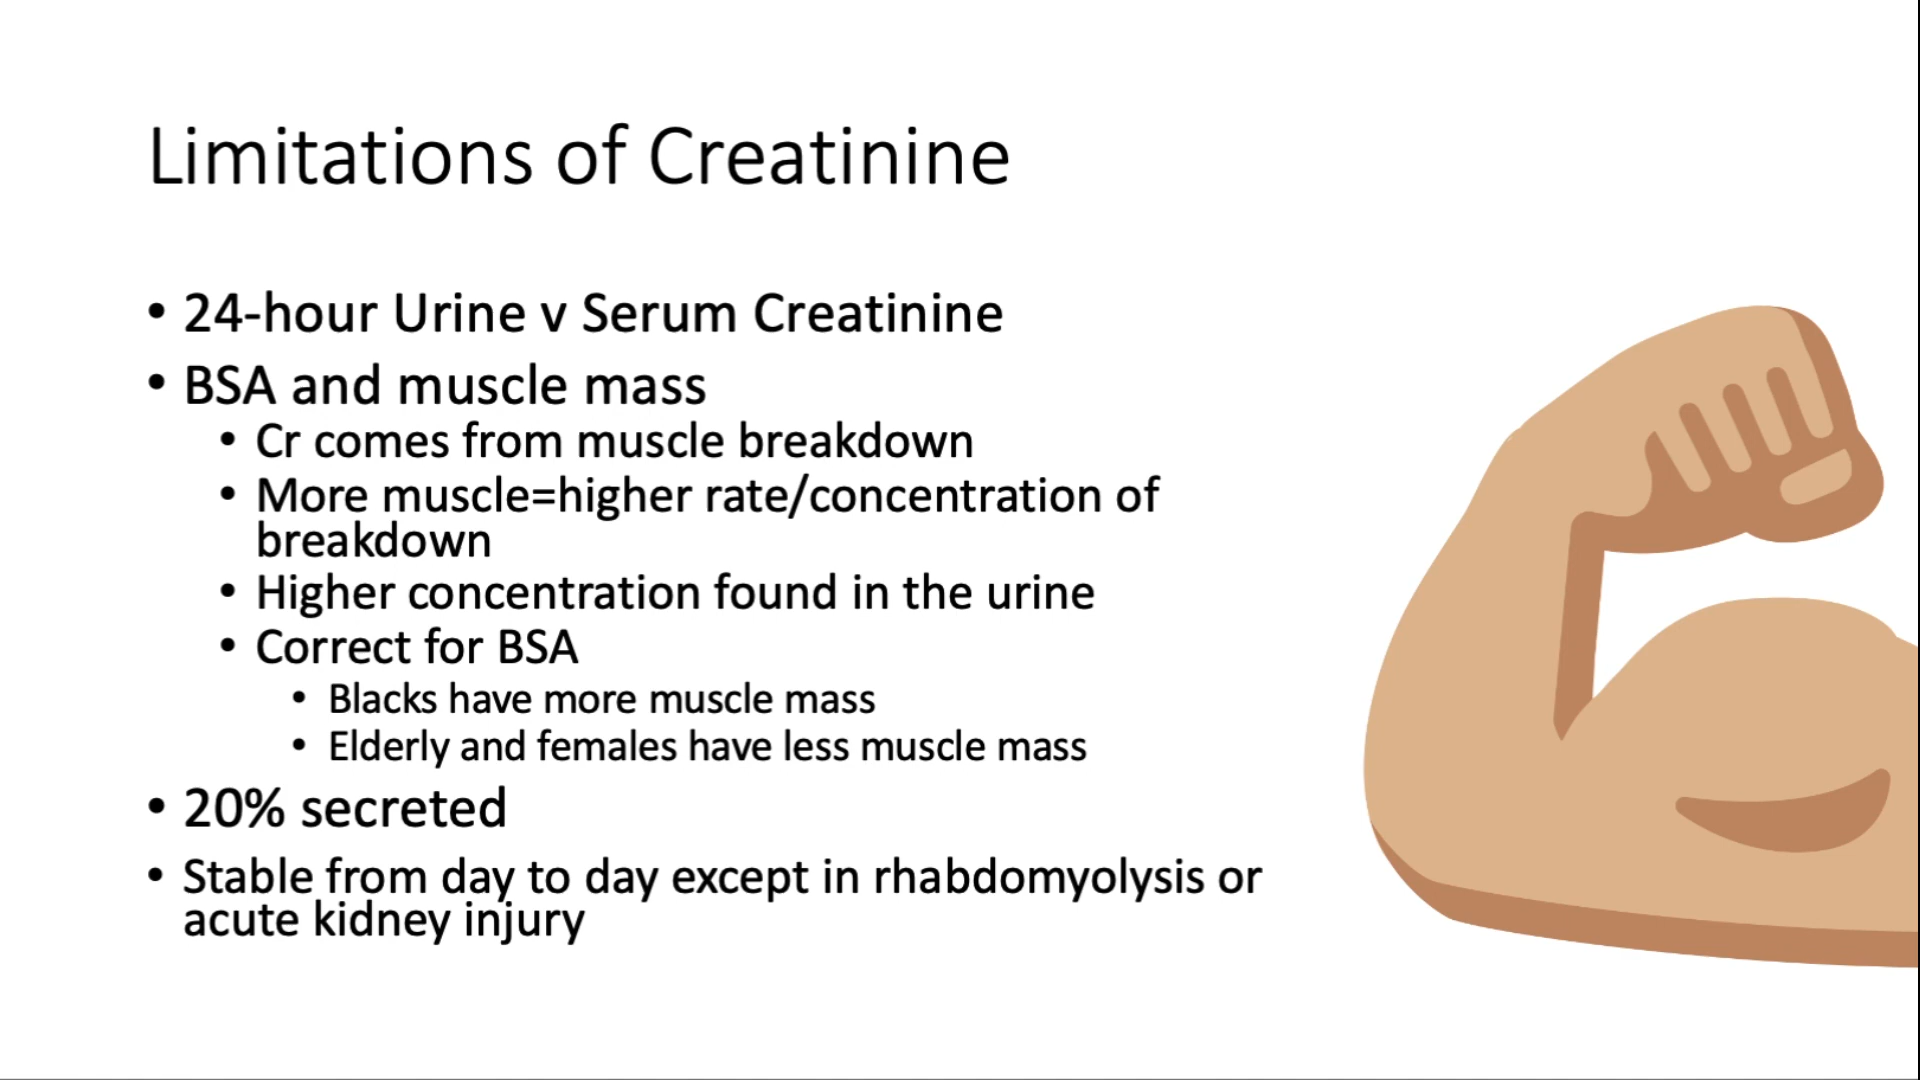 Limitations of Creatinine
• 24-hour Urine v Serum Creatinine
• BSA and muscle mass
• Cr comes from muscle breakdown
• More muscle=higher rate/concentration of
breakdown
• Higher concentration found in the urine
• Correct for BSA
• Blacks have more muscle mass
• Elderly and females have less muscle mass
• 20% secreted
• Stable from day to day except in rhabdomyolysis or
acute kidney injury